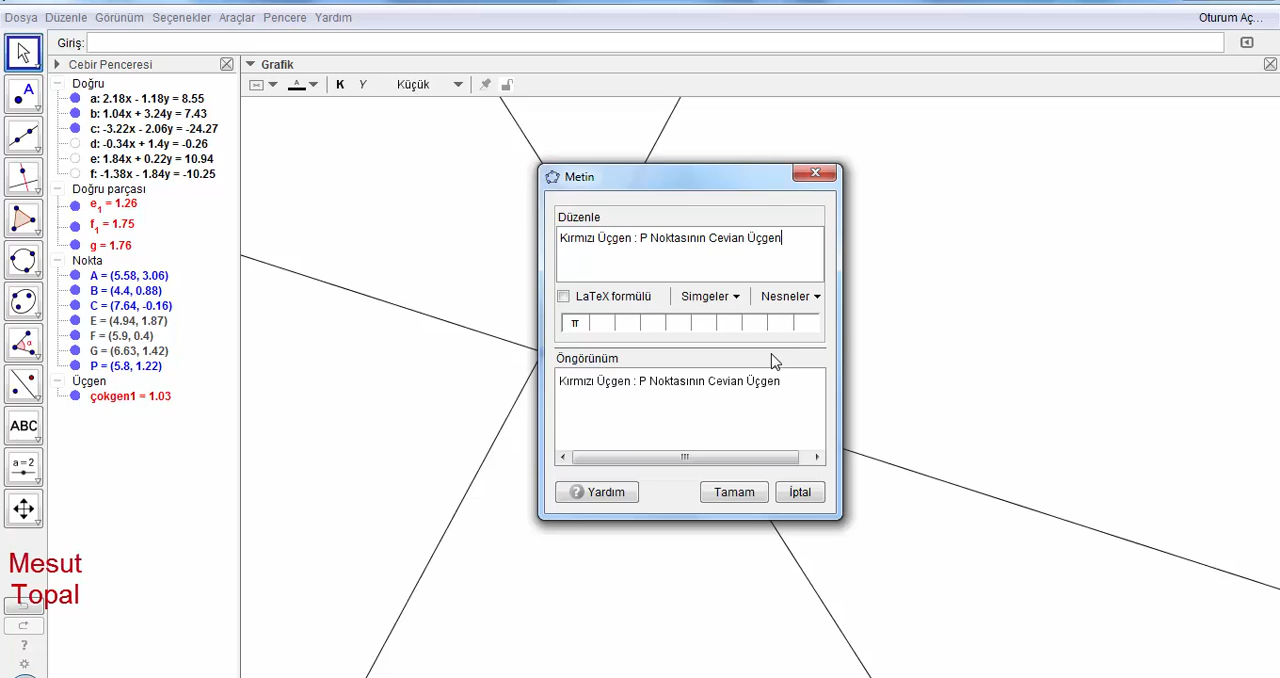 Dosya Düzenle Görünüm Seçenekler Araçlar Pencere Yardım Oturum Aç...
Giriş:
Cebir Penceresi
Grafik
K Y Küçük
Doğru
a: 2.18x - 1.18y = 8.55
b: 1.04x + 3.24y = 7.43
c: -3.22x - 2.06y = -24.27
d: -0.34x + 1.4y = -0.26
e: 1.84x + 0.22y = 10.94
f: -1.38x - 1.84y = -10.25
Doğru parçası
e1 = 1.26
f1 = 1.75
g = 1.76
Nokta
A = (5.58, 3.06)
B = (4.4, 0.88)
C = (7.64, -0.16)
E = (4.94, 1.87)
F = (5.9, 0.4)
G = (6.63, 1.42)
P = (5.8, 1.22)
Üçgen
çokgen1 = 1.03
A
ABC
a=2
Mesut
Topal
?
Metin
Düzenle
Kırmızı Üçgen : P Noktasının Cevian Üçgen
LaTeX formülü Simgeler Nesneler
π
Öngörünüm
Kırmızı Üçgen : P Noktasının Cevian Üçgen
? Yardım Tamam İptal